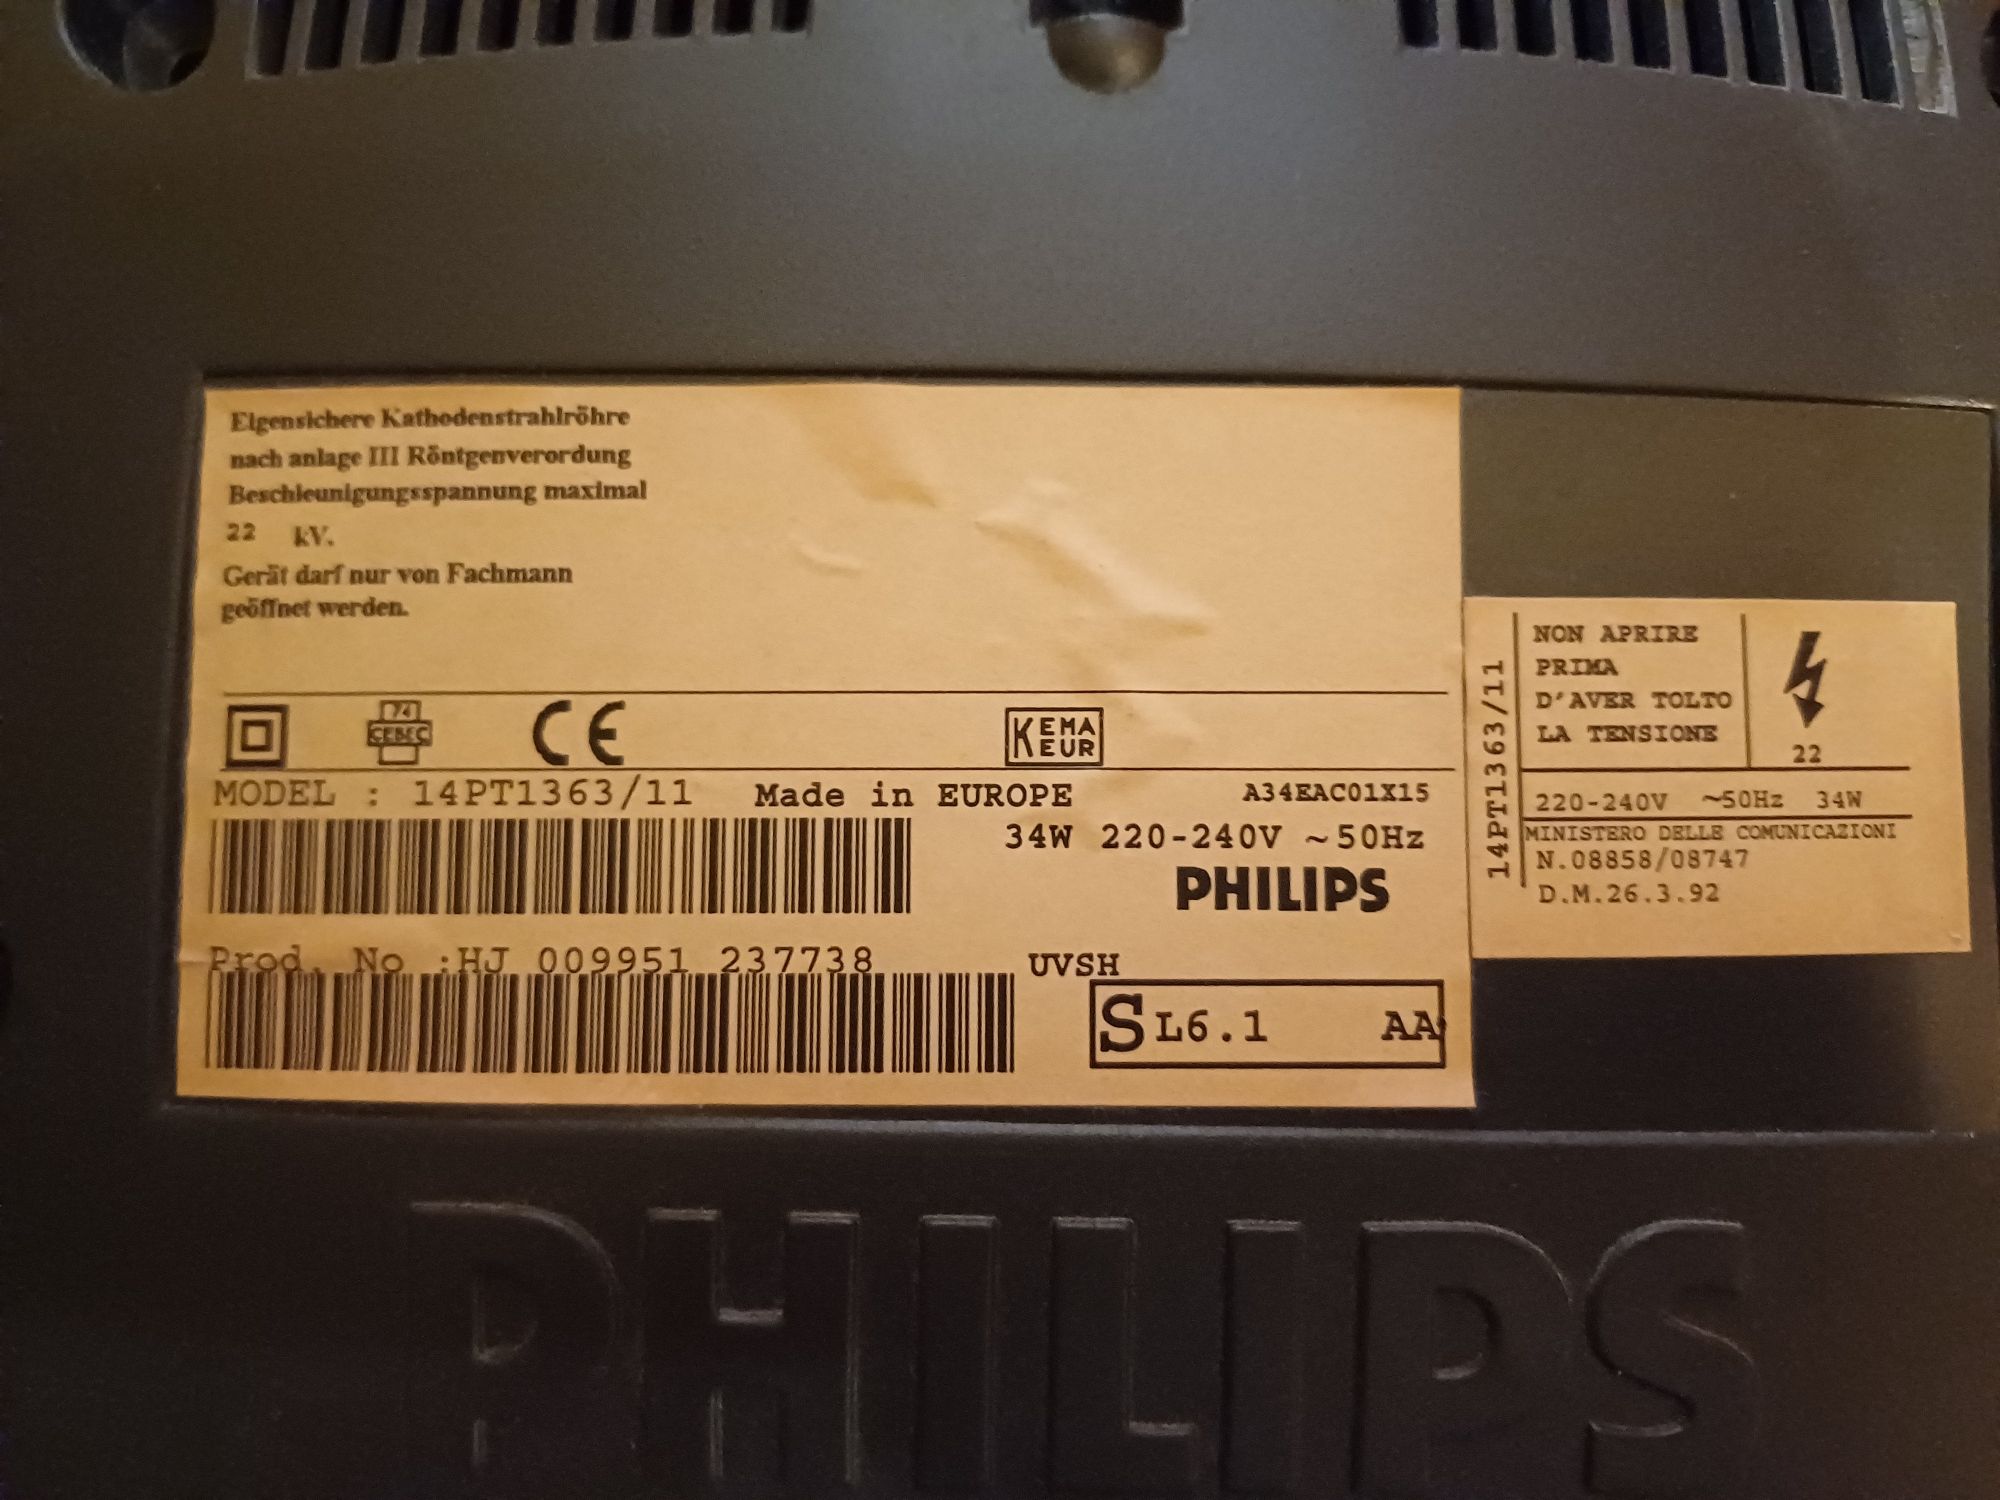 Eigensichere Kathodenstrahlröhre
nach anlage III Röntgenverordung
Beschleunigungsspannung maximal
22 kV.
Gerät darf nur von Fachmann
geöffnet werden.
74
CEBEC
CE
KEMA
EUR
MODEL : 14PT1363/11 Made in EUROPE A34EAC01X15
34W 220-240V ~50Hz
PHILIPS
Prod. No :HJ 009951 237738 UVSH
SL6.1 AA
14PT1363/11
NON APRIRE
PRIMA
D'AVER TOLTO
LA TENSIONE
22
220-240V ~50Hz 34W
MINISTERO DELLE COMUNICAZIONI
N.08858/08747
D.M.26.3.92
PHILIPS